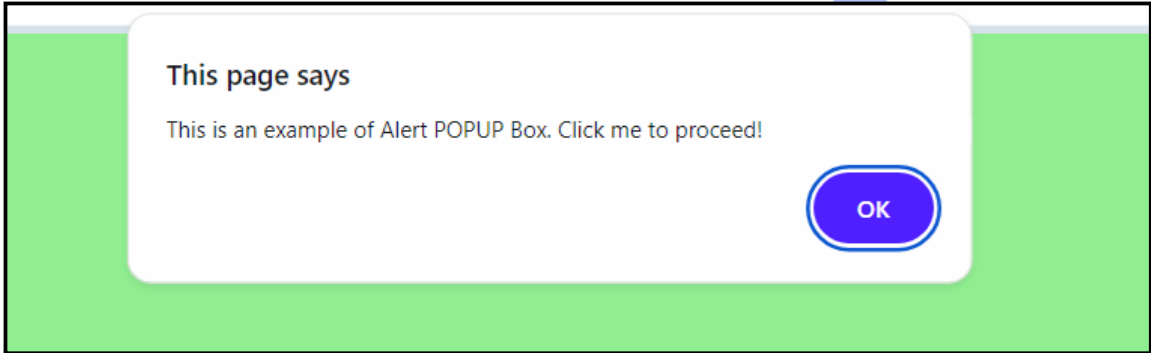 This page says
This is an example of Alert POPUP Box. Click me to proceed!
OK